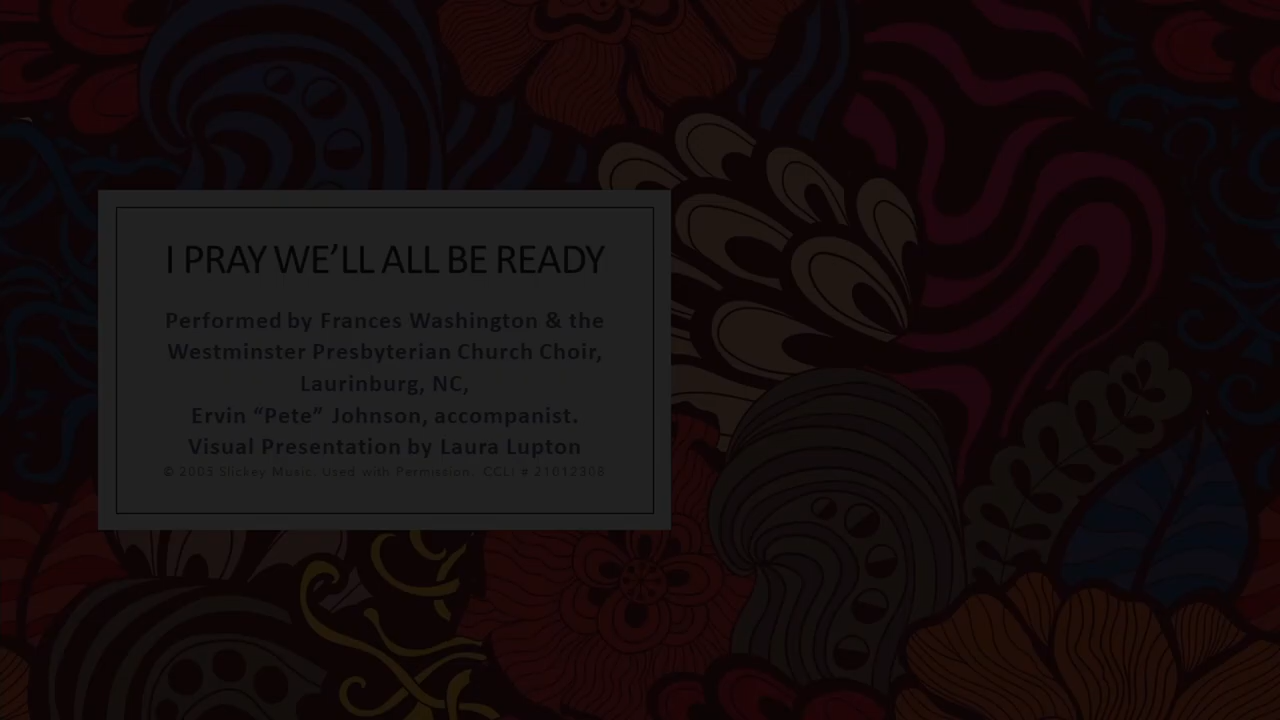 I PRAY WE’LL ALL BE READY
Performed by Frances Washington & the
Westminster Presbyterian Church Choir,
Laurinburg, NC,
Ervin “Pete” Johnson, accompanist.
Visual Presentation by Laura Lupton
© 2003 Slickey Music. Used with Permission. CCLI # 21012308